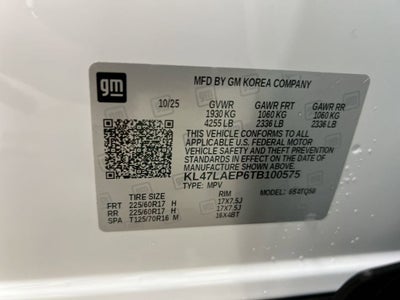 gm
MFD BY GM KOREA COMPANY
10/25 GVWR GAWR FRT GAWR RR
1930 KG 1060 KG 1060 KG
4255 LB 2336 LB 2336 LB
THIS VEHICLE CONFORMS TO ALL
APPLICABLE U.S. FEDERAL MOTOR
VEHICLE SAFETY AND THEFT
PREVENTION STANDARDS IN
EFFECT ON THE DATE OF
MANUFACTURE SHOWN ABOVE.
KL47LAEP6TB100575
TYPE: MPV MODEL:
TIRE SIZE RIM
FRT 225/60R17 H 17X7.5J
RR 225/60R17 H 17X7.5J
SPA T125/70R16 M 16X4BT